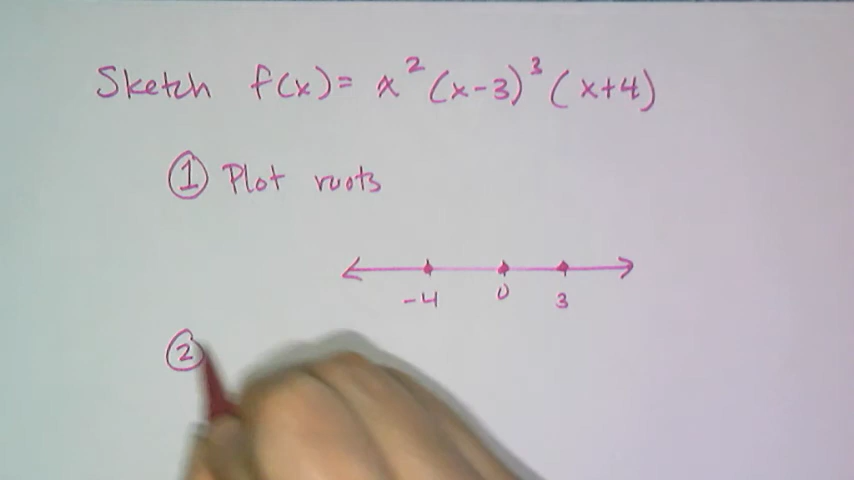 Sketch f(x)= x²(x-3)³(x+4)
① Plot roots
-4 0 3
②